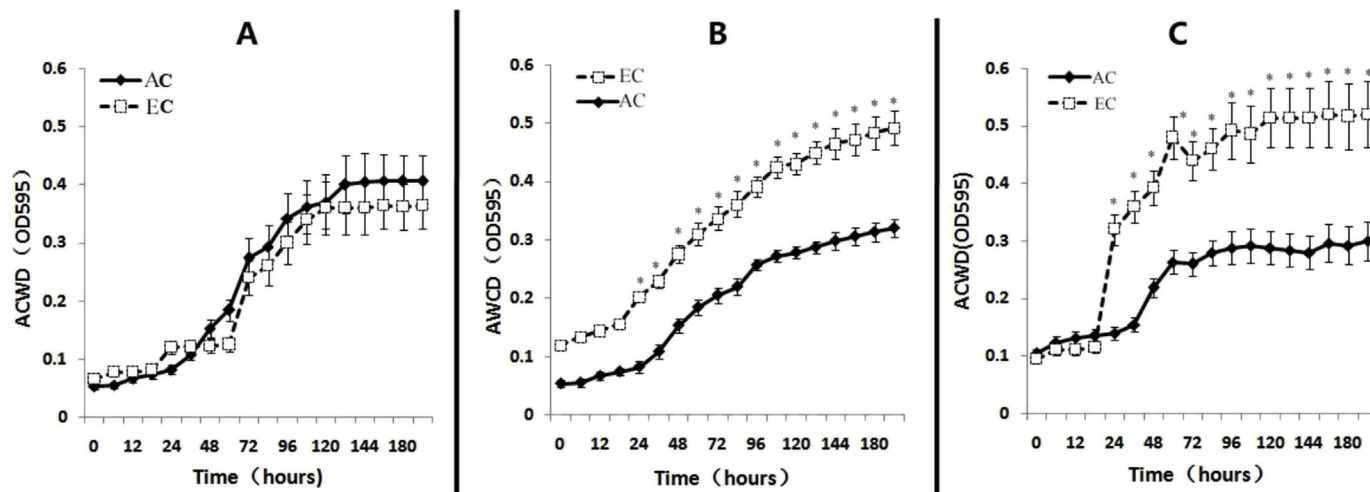 A
ACWD (OD595)
0.6
0.5
0.4
0.3
0.2
0.1
0
AC
EC
0 12 24 48 72 96 120 144 180
Time (hours)
B
AWCD (OD595)
0.6
0.5
0.4
0.3
0.2
0.1
0
EC
AC
* * * * * * * * * * * * * *
0 12 24 48 72 96 120 144 180
Time (hours)
C
ACWD(OD595)
0.6
0.5
0.4
0.3
0.2
0.1
0
AC
EC
* * * * * * * * * * * * * *
0 12 24 48 72 96 120 144 180
Time (hours)